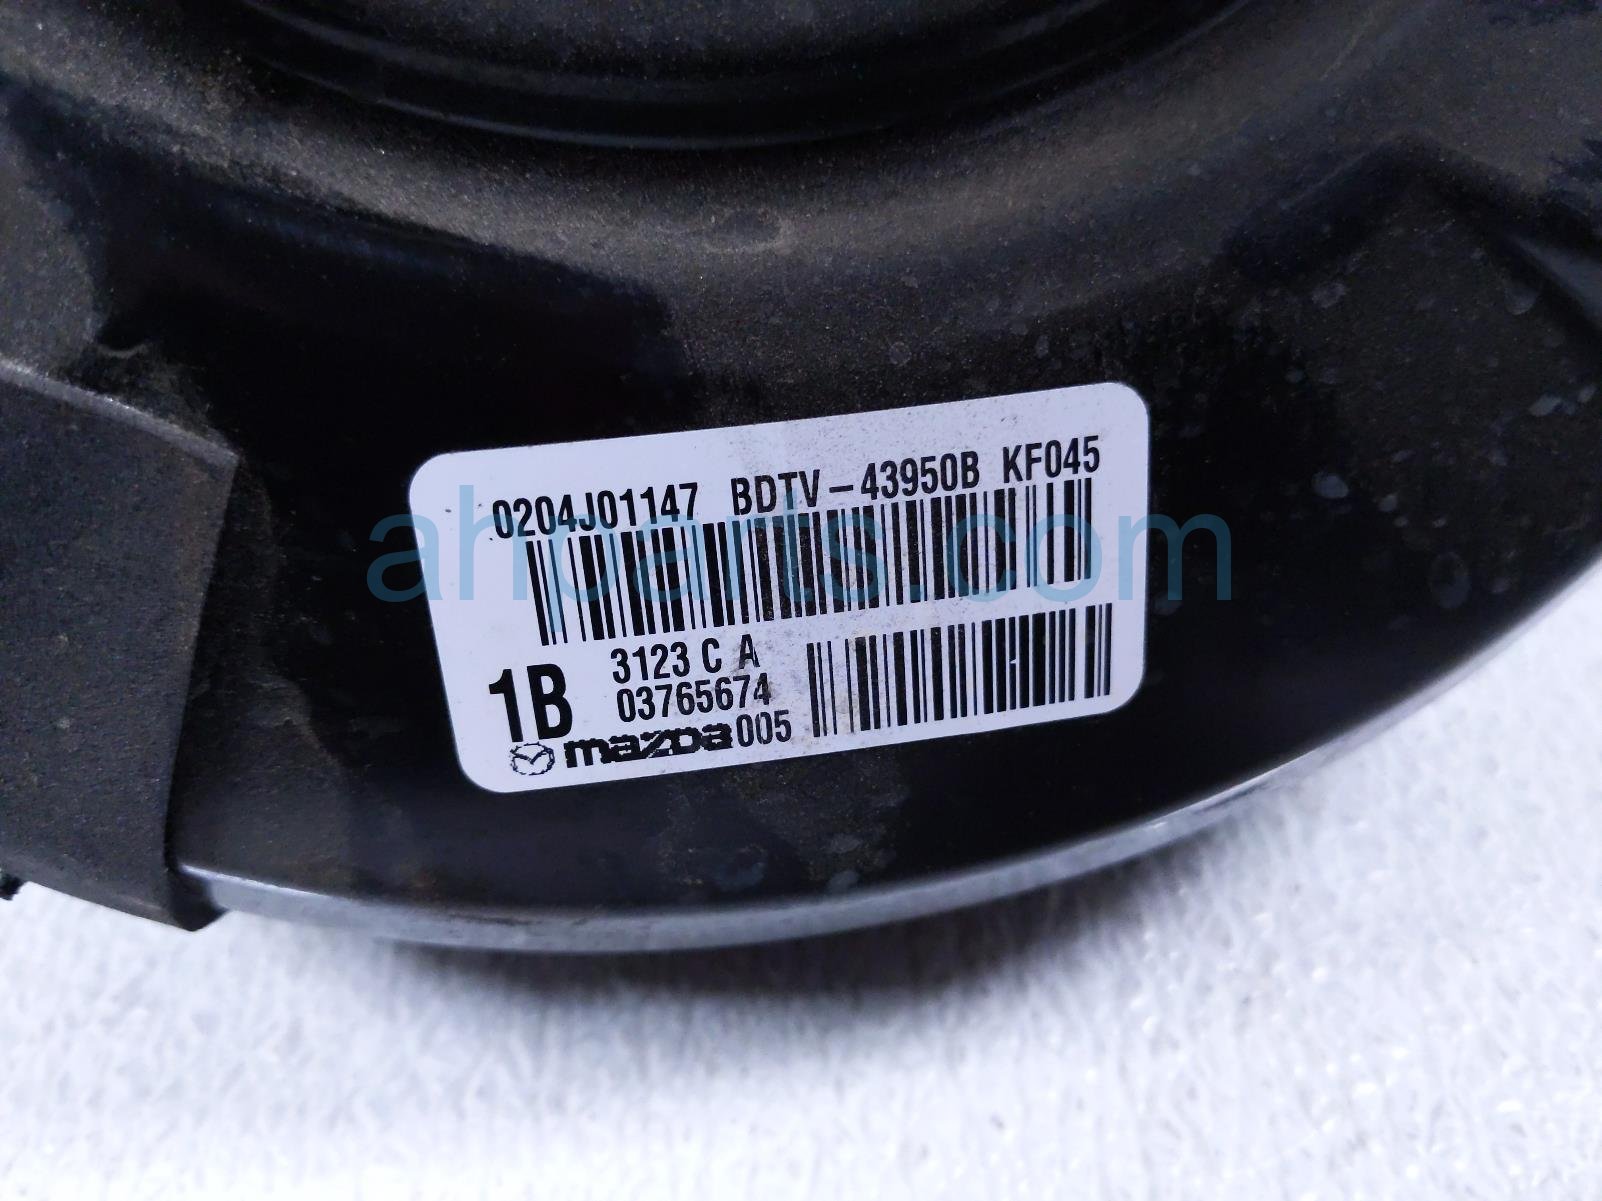 0204J01147 BDTV-43950B KF045
1B 3123 C A
03765674
mazda 005
ahparts.com